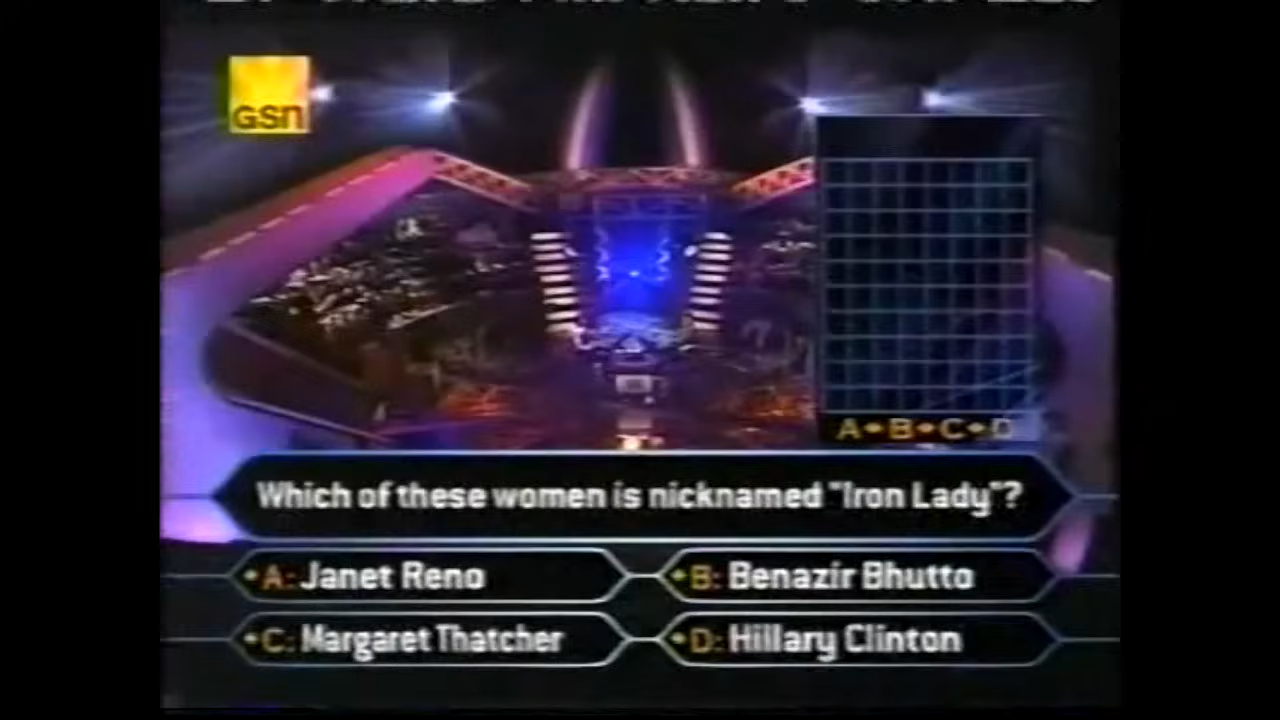 GSN
A•B•C•D
Which of these women is nicknamed "Iron Lady"?
•A: Janet Reno
•B: Benazir Bhutto
•C: Margaret Thatcher
•D: Hillary Clinton